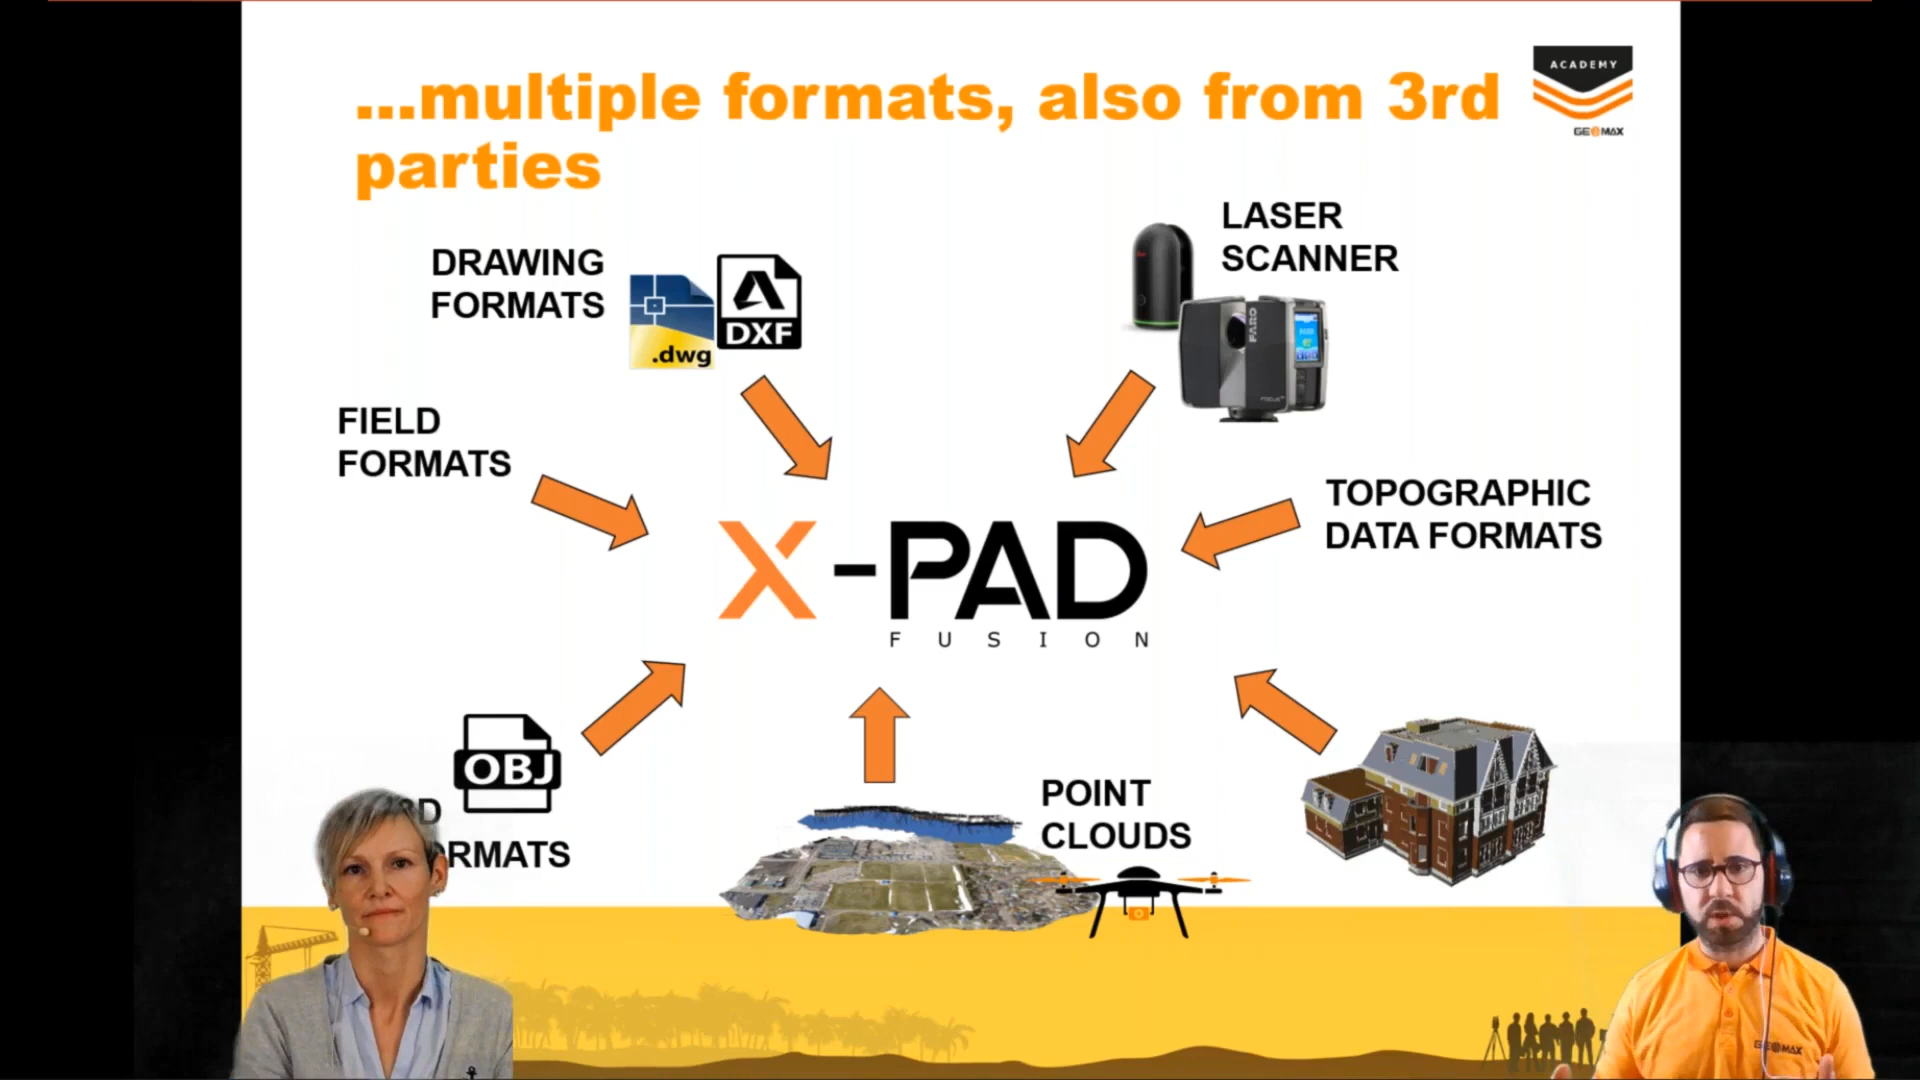 ...multiple formats, also from 3rd
parties
ACADEMY
GEOMAX
LASER
SCANNER
DRAWING
FORMATS
.dwg
DXF
FARO
FOCUS
FIELD
FORMATS
TOPOGRAPHIC
DATA FORMATS
X-PAD
FUSION
OBJ
D
RMATS
POINT
CLOUDS
GEOMAX